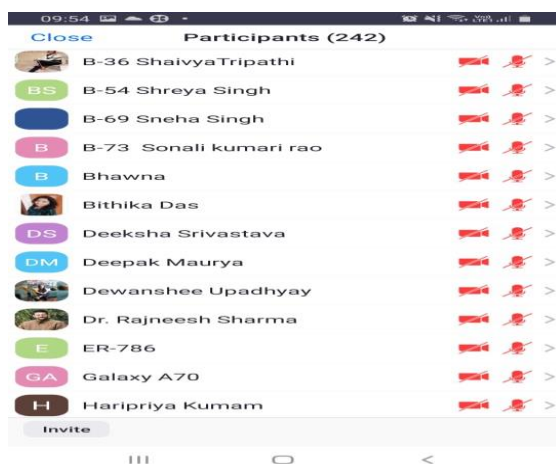 09:54
Close Participants (242)
B-36 ShaivyaTripathi
BS B-54 Shreya Singh
B-69 Sneha Singh
B B-73 Sonali kumari rao
B Bhawna
Bithika Das
DS Deeksha Srivastava
DM Deepak Maurya
Dewanshee Upadhyay
Dr. Rajneesh Sharma
E ER-786
GA Galaxy A70
H Haripriya Kumam
Invite